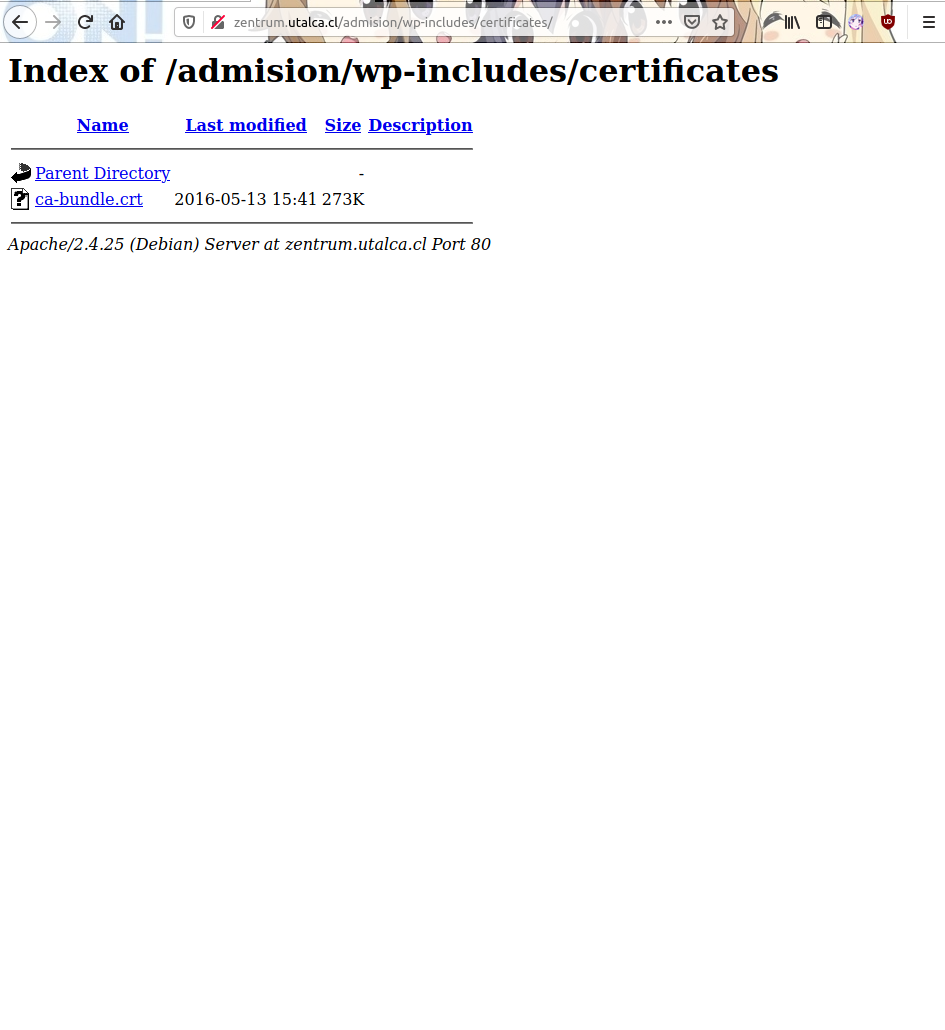 zentrum.utalca.cl/admision/wp-includes/certificates/
Index of /admision/wp-includes/certificates
Name Last modified Size Description
Parent Directory -
ca-bundle.crt 2016-05-13 15:41 273K
Apache/2.4.25 (Debian) Server at zentrum.utalca.cl Port 80